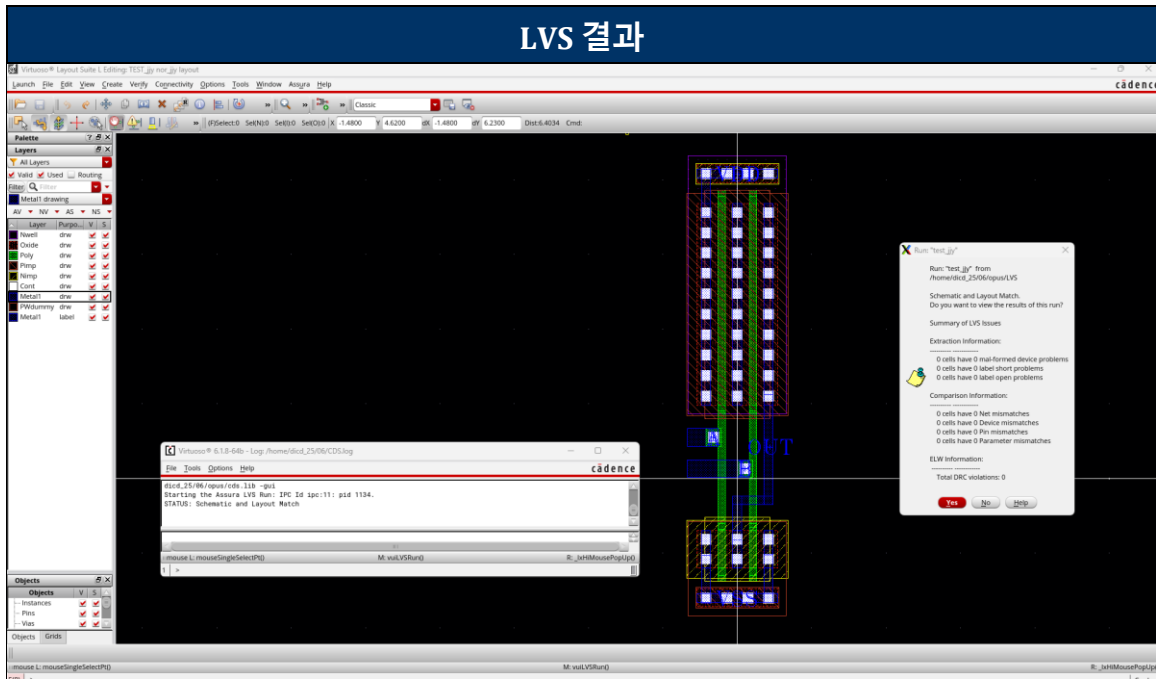 LVS 결과
Virtuoso® Layout Suite L Editing: TEST_jjy nor_jjy layout
Launch File Edit View Create Verify Connectivity Options Tools Window Assura Help
cādence
Classic
(F)Select:0 Sel(N):0 Sel(I):0 Sel(O):0 X -1.4800 Y 4.6200 dX -1.4800 dY 6.2300 Dist:6.4034 Cmd:
Palette
Layers
All Layers
Valid Used Routing
Filter Filter
Metal1 drawing
AV NV AS NS
Layer Purpo... V S
Nwell drw
Oxide drw
Poly drw
Pimp drw
Nimp drw
Cont drw
Metal1 drw
PWdummy drw
Metal1 label
Objects
Objects V S
Instances
Pins
Vias
Objects Grids
VDD
A
B
VSS
Virtuoso® 6.1.8-64b - Log: /home/dicd_25/06/CDS.log
File Tools Options Help
cādence
dicd_25/06/opus/cds.lib -gui
Starting the Assura LVS Run: IPC Id ipc:11: pid 1134.
STATUS: Schematic and Layout Match
mouse L: mouseSingleSelectPt() M: vuiLVSRun() R: _lxHiMousePopUp()
1 >
Run: "test_jjy"
Run: "test_jjy" from
/home/dicd_25/06/opus/LVS
Schematic and Layout Match.
Do you want to view the results of this run?
Summary of LVS Issues
Extraction Information:
0 cells have 0 mal-formed device problems
0 cells have 0 label short problems
0 cells have 0 label open problems
Comparison Information:
0 cells have 0 Net mismatches
0 cells have 0 Device mismatches
0 cells have 0 Pin mismatches
0 cells have 0 Parameter mismatches
ELW Information:
Total DRC violations: 0
Yes No Help
mouse L: mouseSingleSelectPt() M: vuiLVSRun() R: _lxHiMousePopUp(